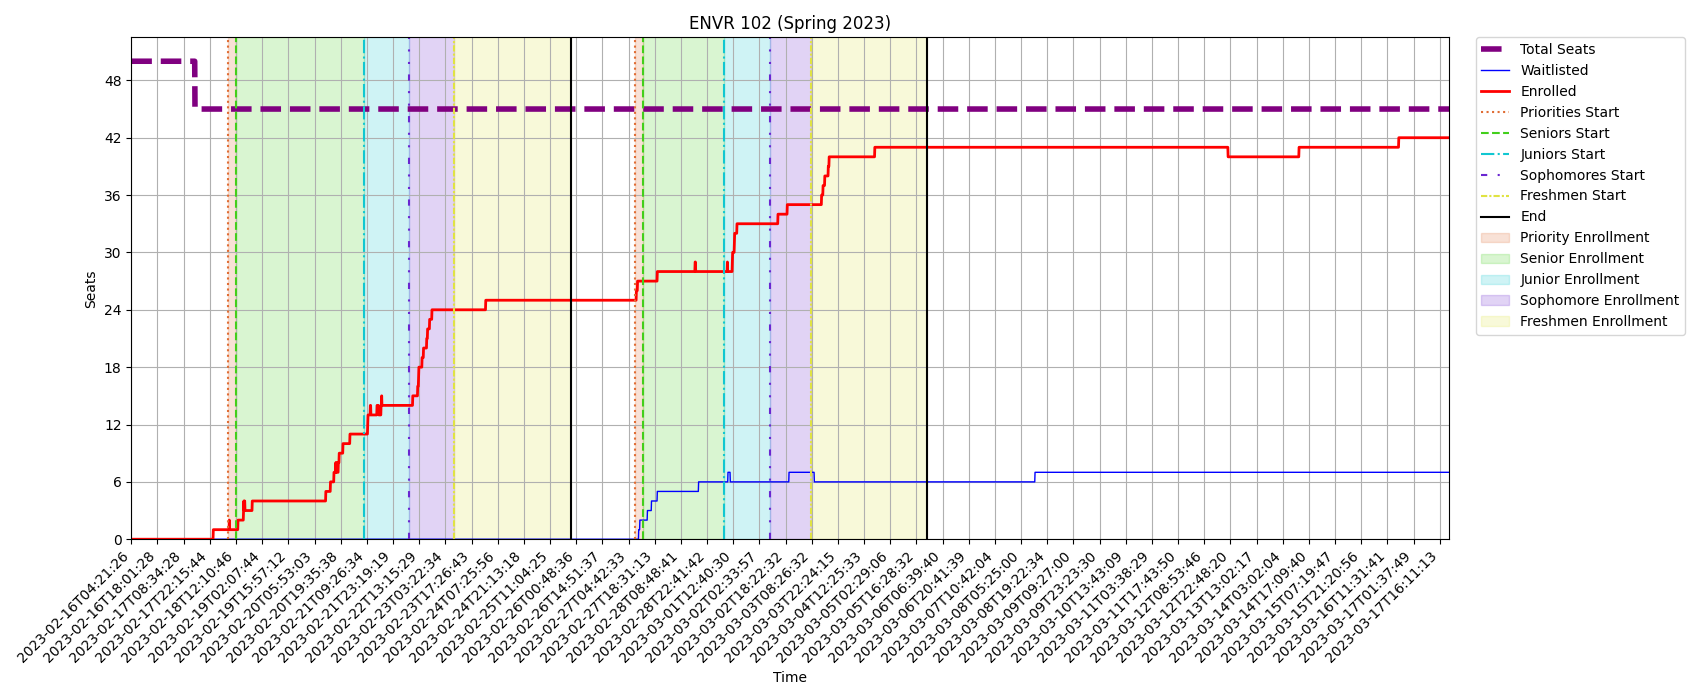 ENVR 102 (Spring 2023)
Seats
48
42
36
30
24
18
12
6
0
2023-02-16T04:21:26
2023-02-16T18:01:28
2023-02-17T08:34:28
2023-02-17T22:15:44
2023-02-18T12:10:46
2023-02-19T02:07:44
2023-02-19T15:57:12
2023-02-20T05:53:03
2023-02-20T19:35:38
2023-02-21T09:26:34
2023-02-21T23:19:19
2023-02-22T13:15:29
2023-02-23T03:22:34
2023-02-23T17:26:43
2023-02-24T07:25:56
2023-02-24T21:13:18
2023-02-25T11:04:25
2023-02-26T00:48:36
2023-02-26T14:51:37
2023-02-27T04:42:33
2023-02-27T18:31:13
2023-02-28T08:48:41
2023-02-28T22:41:42
2023-03-01T12:40:30
2023-03-02T02:33:57
2023-03-02T18:22:32
2023-03-03T08:26:32
2023-03-03T22:24:15
2023-03-04T12:25:33
2023-03-05T02:29:06
2023-03-05T16:28:32
2023-03-06T06:39:40
2023-03-06T20:41:39
2023-03-07T10:42:04
2023-03-08T05:25:00
2023-03-08T19:22:34
2023-03-09T09:27:00
2023-03-09T23:23:30
2023-03-10T13:43:09
2023-03-11T03:38:29
2023-03-11T17:43:50
2023-03-12T08:53:46
2023-03-12T22:48:20
2023-03-13T13:02:17
2023-03-14T03:02:04
2023-03-14T17:09:40
2023-03-15T07:19:47
2023-03-15T21:20:56
2023-03-16T11:31:41
2023-03-17T01:37:49
2023-03-17T16:11:13
Time
Total Seats
Waitlisted
Enrolled
Priorities Start
Seniors Start
Juniors Start
Sophomores Start
Freshmen Start
End
Priority Enrollment
Senior Enrollment
Junior Enrollment
Sophomore Enrollment
Freshmen Enrollment